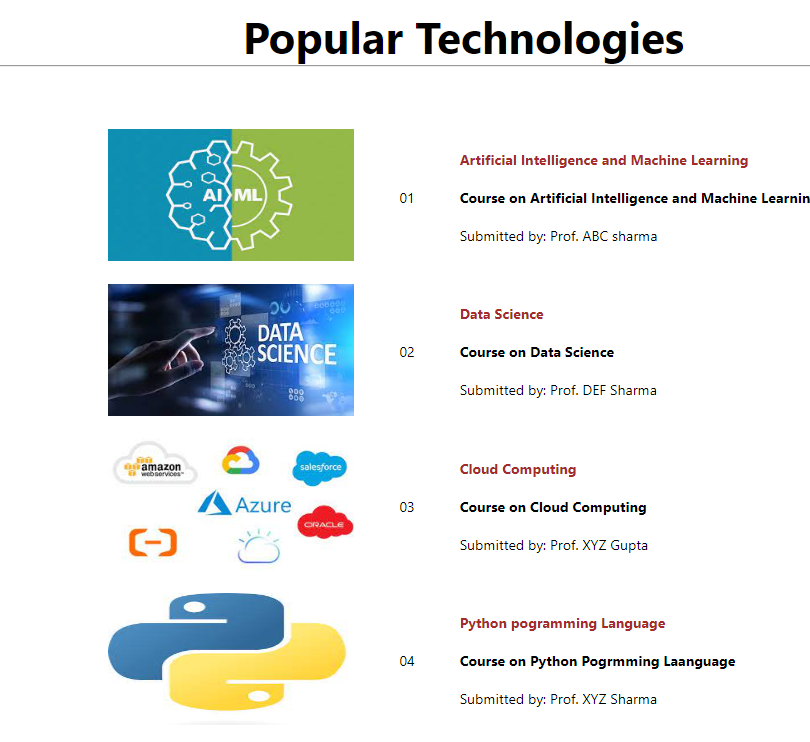 Popular Technologies
AI ML
01
Artificial Intelligence and Machine Learning
Course on Artificial Intelligence and Machine Learnin
Submitted by: Prof. ABC sharma
DATA
SCIENCE
02
Data Science
Course on Data Science
Submitted by: Prof. DEF Sharma
amazon
webservices™
salesforce
Azure
ORACLE
03
Cloud Computing
Course on Cloud Computing
Submitted by: Prof. XYZ Gupta
04
Python pogramming Language
Course on Python Pogrmming Laanguage
Submitted by: Prof. XYZ Sharma